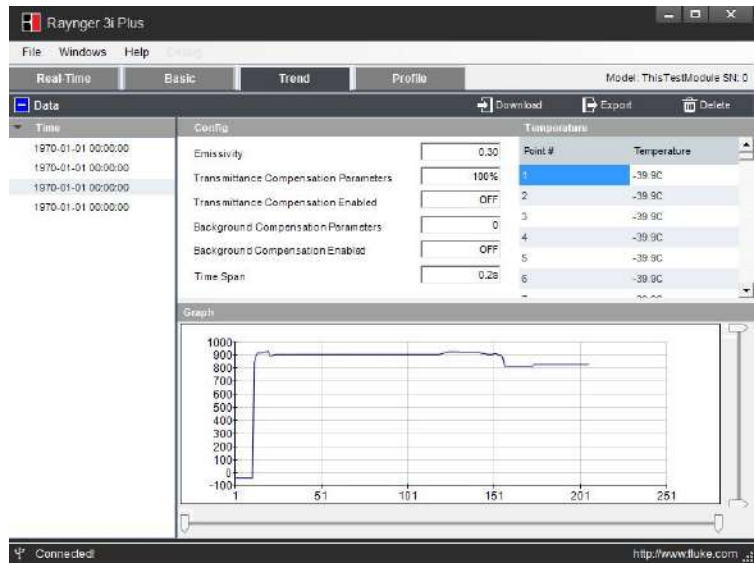 Raynger 3i Plus
File Windows Help
Real-Time Basic Trend Profile Model: ThisTestModule SN: 0
Data Download Export Delete
Time
1970-01-01 00:00:00
1970-01-01 00:00:00
1970-01-01 00:00:00
1970-01-01 00:00:00
Config
Emissivity 0.30
Transmittance Compensation Parameters 100%
Transmittance Compensation Enabled OFF
Background Compensation Parameters 0
Background Compensation Enabled OFF
Time Span 0.2s
Temperature
Point # Temperature
1 -39.9C
2 -39.9C
3 -39.9C
4 -39.9C
5 -39.9C
6 -39.9C
Graph
1000
900
800
700
600
500
400
300
200
100
0
-100
1 51 101 151 201 251
Connected! http://www.fluke.com